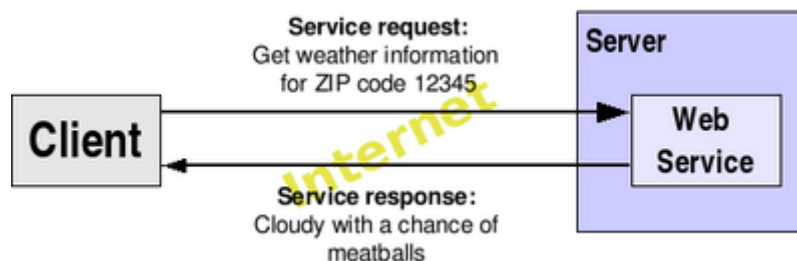 Service request:
Get weather information
for ZIP code 12345
Server
Client
Internet
Web
Service
Service response:
Cloudy with a chance of
meatballs